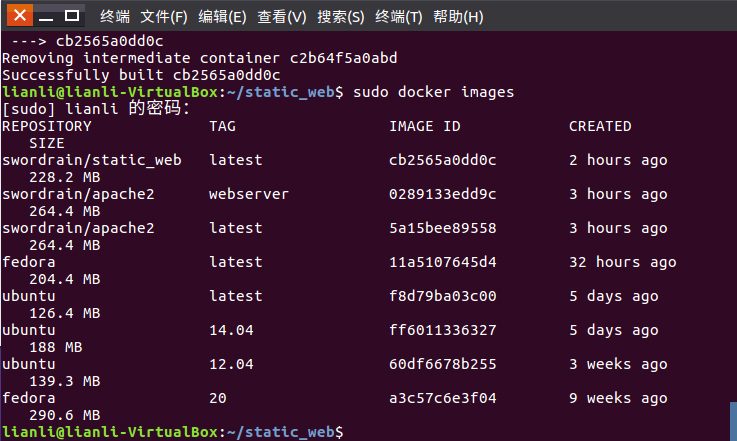 终端 文件(F) 编辑(E) 查看(V) 搜索(S) 终端(T) 帮助(H)
---> cb2565a0dd0c
Removing intermediate container c2b64f5a0abd
Successfully built cb2565a0dd0c
lianli@lianli-VirtualBox:~/static_web$ sudo docker images
[sudo] lianli 的密码:
REPOSITORY TAG IMAGE ID CREATED
SIZE
swordrain/static_web latest cb2565a0dd0c 2 hours ago
228.2 MB
swordrain/apache2 webserver 0289133edd9c 3 hours ago
264.4 MB
swordrain/apache2 latest 5a15bee89558 3 hours ago
264.4 MB
fedora latest 11a5107645d4 32 hours ago
204.4 MB
ubuntu latest f8d79ba03c00 5 days ago
126.4 MB
ubuntu 14.04 ff6011336327 5 days ago
188 MB
ubuntu 12.04 60df6678b255 3 weeks ago
139.3 MB
fedora 20 a3c57c6e3f04 9 weeks ago
290.6 MB
lianli@lianli-VirtualBox:~/static_web$